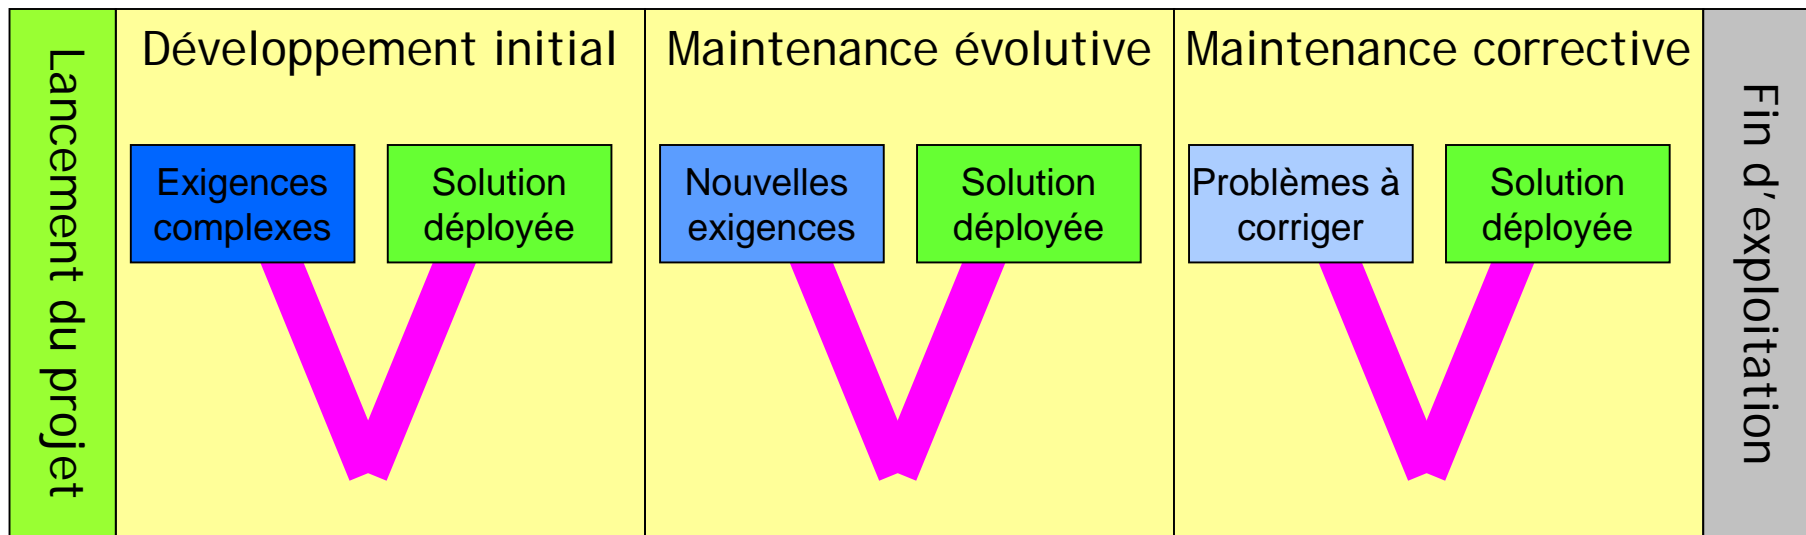 Lancement du projet
Développement initial
Exigences
complexes
Solution
déployée
Maintenance évolutive
Nouvelles
exigences
Solution
déployée
Maintenance corrective
Problèmes à
corriger
Solution
déployée
Fin d’exploitation